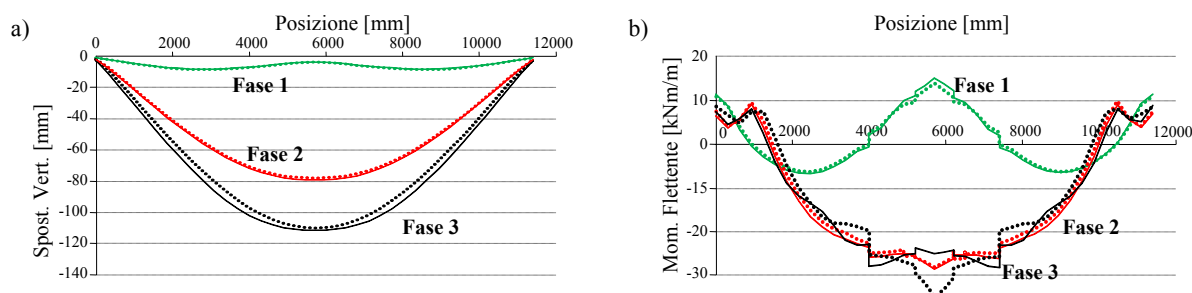 a)
Posizione [mm]
0 2000 4000 6000 8000 10000 12000
0
-20
-40
-60
-80
-100
-120
-140
Spost. Vert. [mm]
Fase 1
Fase 2
Fase 3
b)
Posizione [mm]
20
10
0
-15
-20
-30
Mom. Flettente [kNm/m]
0 2000 4000 6000 8000 10000 12000
Fase 1
Fase 2
Fase 3